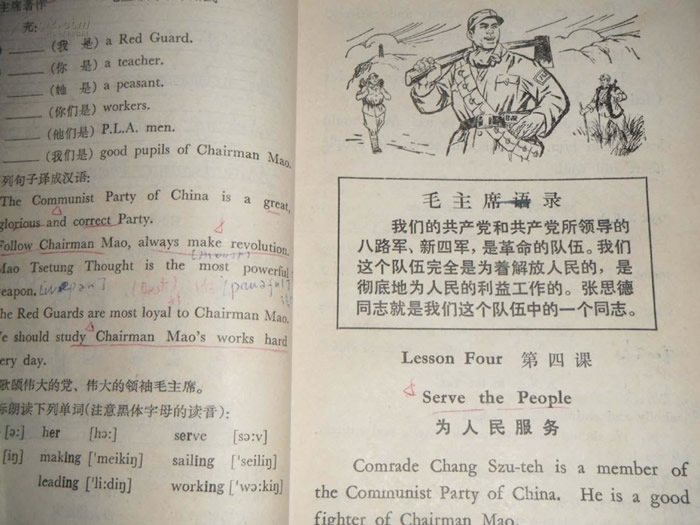 主席著作
充:
(我 是) a Red Guard.
(你 是) a teacher.
(她 是) a peasant.
(你们是) workers.
(他们是) P.L.A. men.
(我们是) good pupils of Chairman Mao.
列句子译成汉语:
The Communist Party of China is a great,
glorious and correct Party.
Follow Chairman Mao, always make revolution.
Mao Tsetung Thought is the most powerful
weapon.
The Red Guards are most loyal to Chairman Mao.
We should study Chairman Mao's works hard
every day.
歌颂伟大的党、伟大的领袖毛主席。
标朗读下列单词(注意黑体字母的读音):
[ə:] her [hə:] serve [sə:v]
[iŋ] making ['meikiŋ] sailing ['seiliŋ]
leading ['li:diŋ] working ['wə:kiŋ]
毛主席语录
我们的共产党和共产党所领导的
八路军、新四军，是革命的队伍。我们
这个队伍完全是为着解放人民的，是
彻底地为人民的利益工作的。张思德
同志就是我们这个队伍中的一个同志。
Lesson Four 第四课
Serve the People
为人民服务
Comrade Chang Szu-teh is a member of
the Communist Party of China. He is a good
fighter of Chairman Mao.